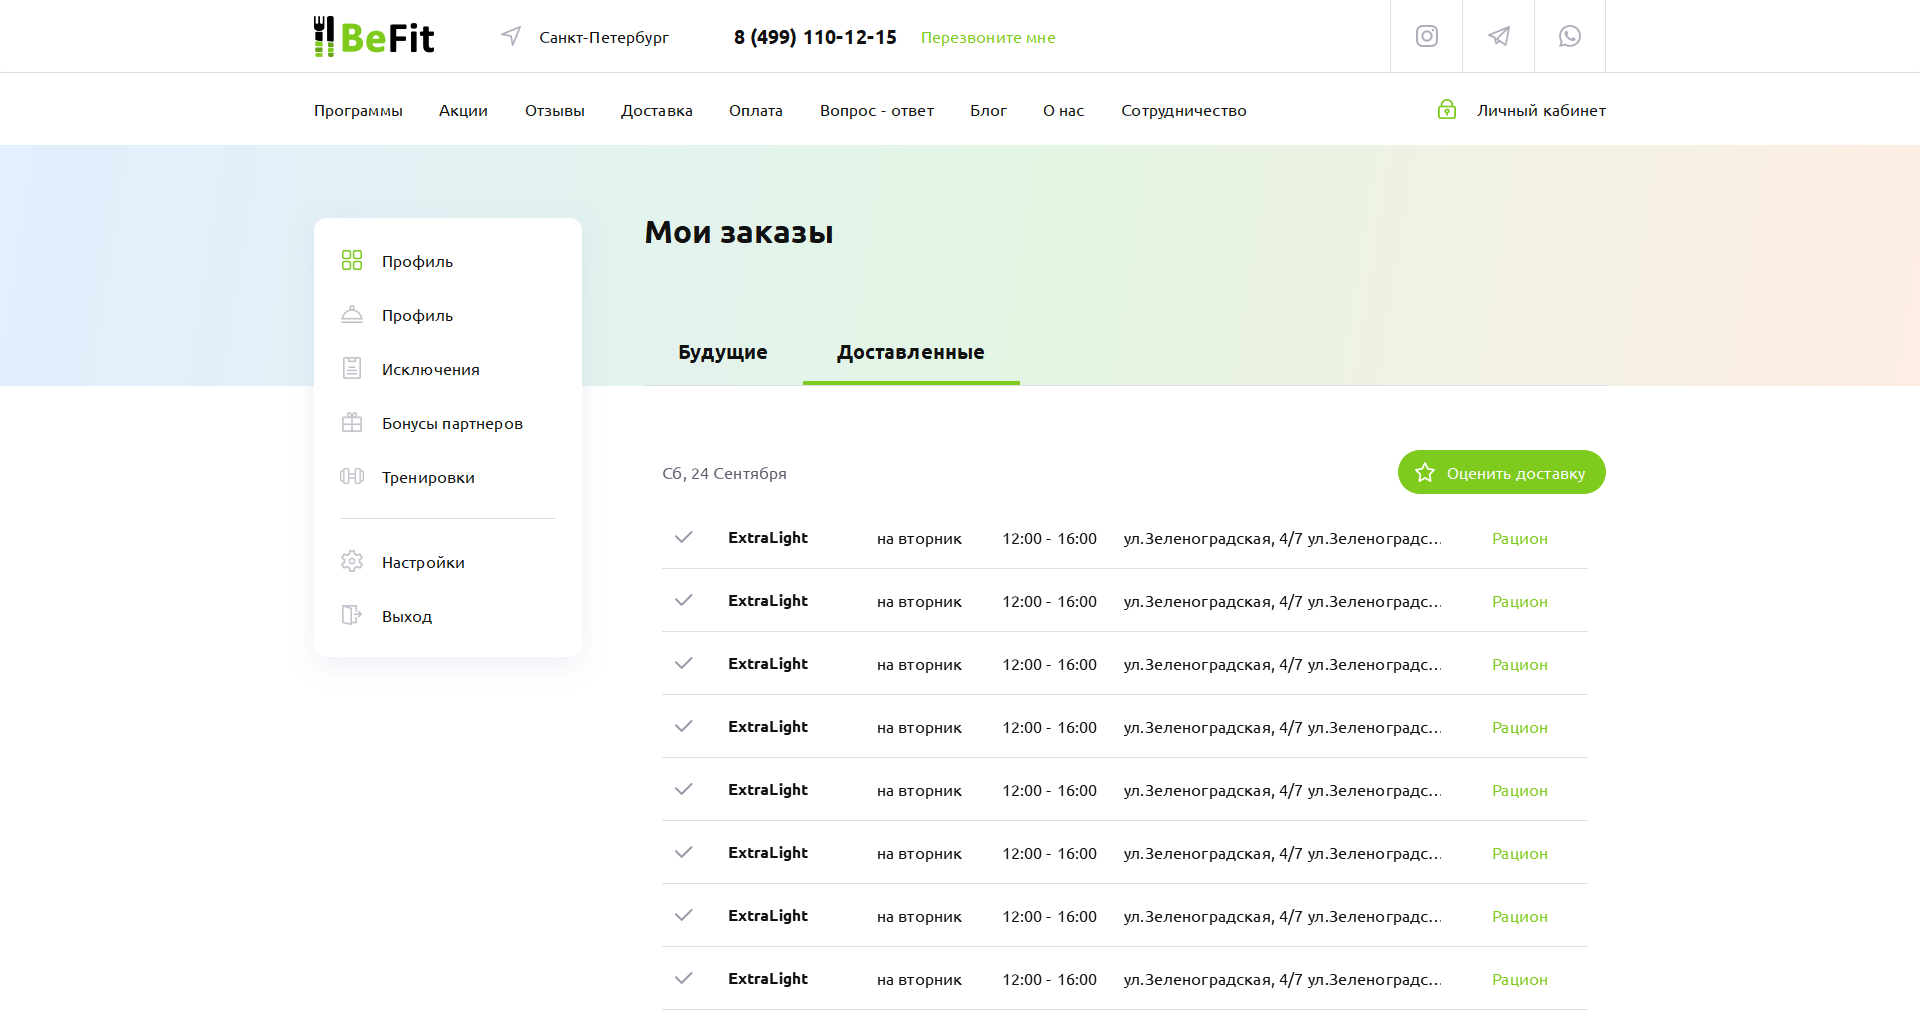 BeFit
Санкт-Петербург
8 (499) 110-12-15
Перезвоните мне
Программы Акции Отзывы Доставка Оплата Вопрос - ответ Блог О нас Сотрудничество
Личный кабинет
Профиль
Профиль
Исключения
Бонусы партнеров
Тренировки
Настройки
Выход
Мои заказы
Будущие Доставленные
Сб, 24 Сентября
Оценить доставку
ExtraLight на вторник 12:00 - 16:00 ул.Зеленоградская, 4/7 ул.Зеленоградс... Рацион
ExtraLight на вторник 12:00 - 16:00 ул.Зеленоградская, 4/7 ул.Зеленоградс... Рацион
ExtraLight на вторник 12:00 - 16:00 ул.Зеленоградская, 4/7 ул.Зеленоградс... Рацион
ExtraLight на вторник 12:00 - 16:00 ул.Зеленоградская, 4/7 ул.Зеленоградс... Рацион
ExtraLight на вторник 12:00 - 16:00 ул.Зеленоградская, 4/7 ул.Зеленоградс... Рацион
ExtraLight на вторник 12:00 - 16:00 ул.Зеленоградская, 4/7 ул.Зеленоградс... Рацион
ExtraLight на вторник 12:00 - 16:00 ул.Зеленоградская, 4/7 ул.Зеленоградс... Рацион
ExtraLight на вторник 12:00 - 16:00 ул.Зеленоградская, 4/7 ул.Зеленоградс... Рацион